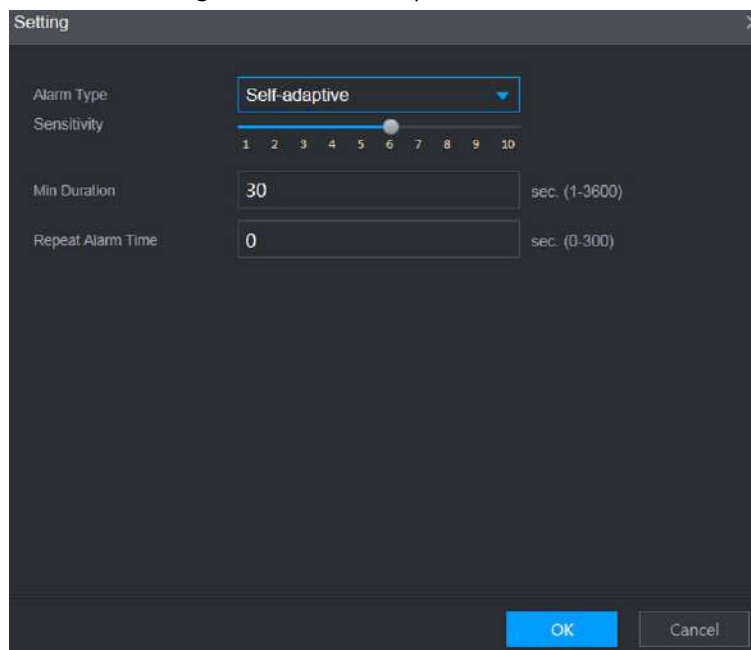 Setting
Alarm Type Self-adaptive
Sensitivity
1 2 3 4 5 6 7 8 9 10
Min Duration 30 sec. (1-3600)
Repeat Alarm Time 0 sec. (0-300)
OK Cancel